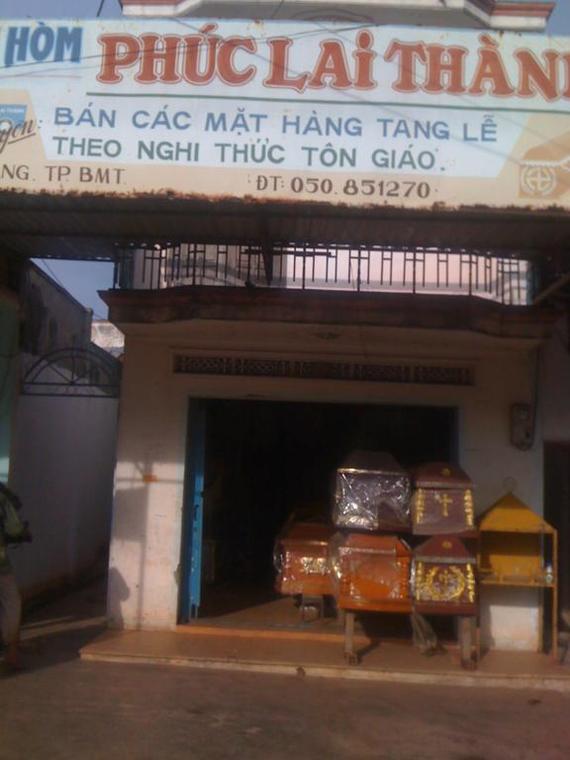 HÒM PHÚC LAI THÀN
BÁN CÁC MẶT HÀNG TANG LỄ
THEO NGHI THỨC TÔN GIÁO.
NG. TP BMT. ĐT: 050. 851270